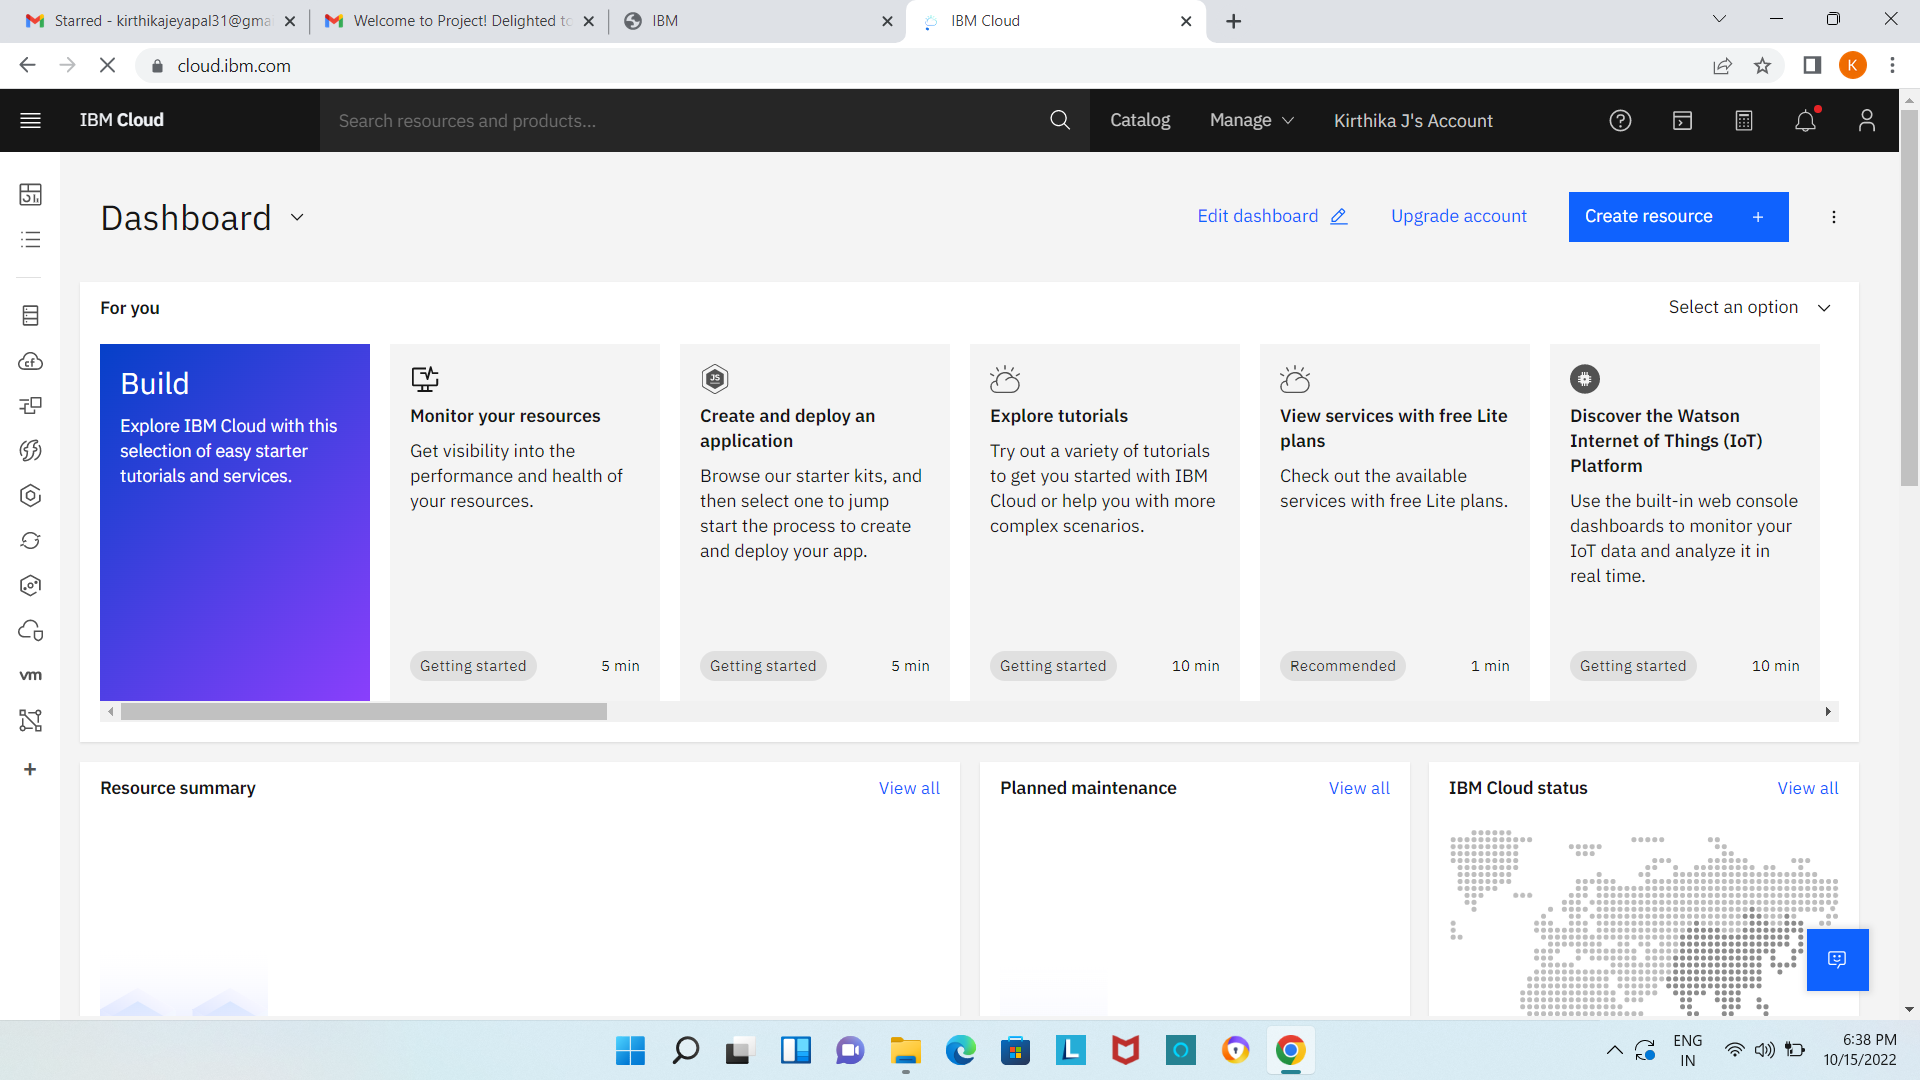 Starred - kirthikajeyapal31@gmai
Welcome to Project! Delighted to
IBM
IBM Cloud
cloud.ibm.com
K
IBM Cloud
Search resources and products...
Catalog
Manage
Kirthika J's Account
Dashboard
Edit dashboard
Upgrade account
Create resource +
For you
Select an option
Build
Explore IBM Cloud with this
selection of easy starter
tutorials and services.
Monitor your resources
Get visibility into the
performance and health of
your resources.
Getting started
5 min
JS
Create and deploy an
application
Browse our starter kits, and
then select one to jump
start the process to create
and deploy your app.
Getting started
5 min
Explore tutorials
Try out a variety of tutorials
to get you started with IBM
Cloud or help you with more
complex scenarios.
Getting started
10 min
View services with free Lite
plans
Check out the available
services with free Lite plans.
Recommended
1 min
Discover the Watson
Internet of Things (IoT)
Platform
Use the built-in web console
dashboards to monitor your
IoT data and analyze it in
real time.
Getting started
10 min
cf
vm
Resource summary
View all
Planned maintenance
View all
IBM Cloud status
View all
L
ENG
IN
6:38 PM
10/15/2022